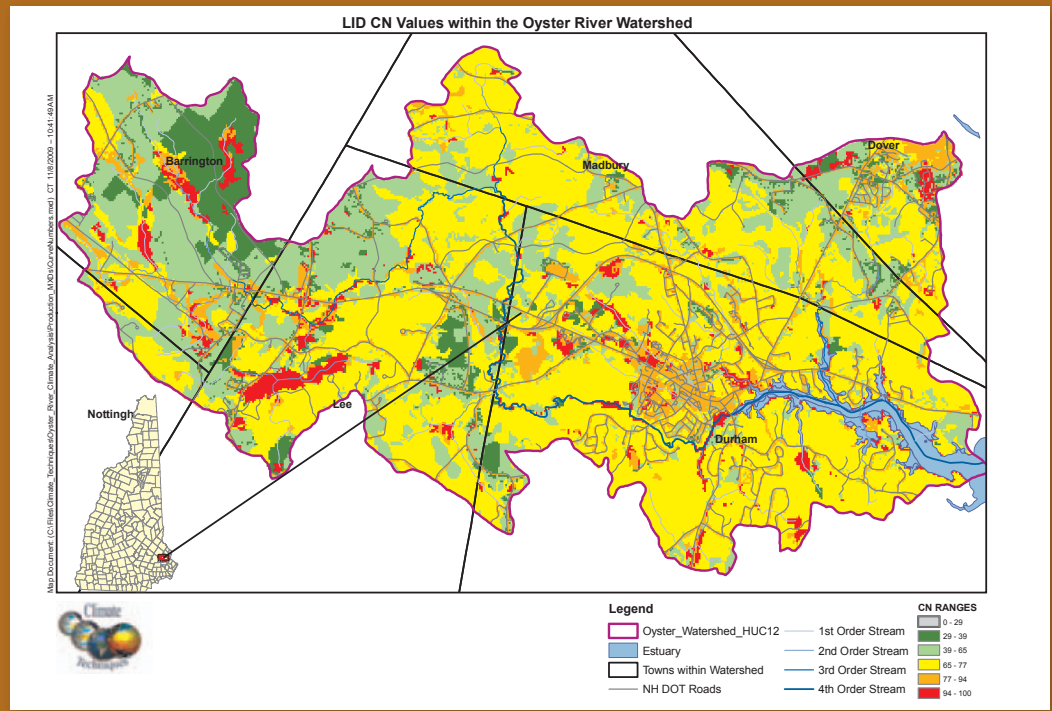 LID CN Values within the Oyster River Watershed
Map Document: (C:\Files\Climate_Techniques\Oyster_River_Climate_Analysis\Production_MXDs\CurveNumbers.mxd) CT 11/8/2009 -- 10:41:49 AM
Barrington
Madbury
Dover
Lee
Nottingh
Durham
Climate
Techniques
Legend
Oyster_Watershed_HUC12
Estuary
Towns within Watershed
NH DOT Roads
1st Order Stream
2nd Order Stream
3rd Order Stream
4th Order Stream
CN RANGES
0 - 29
29 - 39
39 - 65
65 - 77
77 - 94
94 - 100